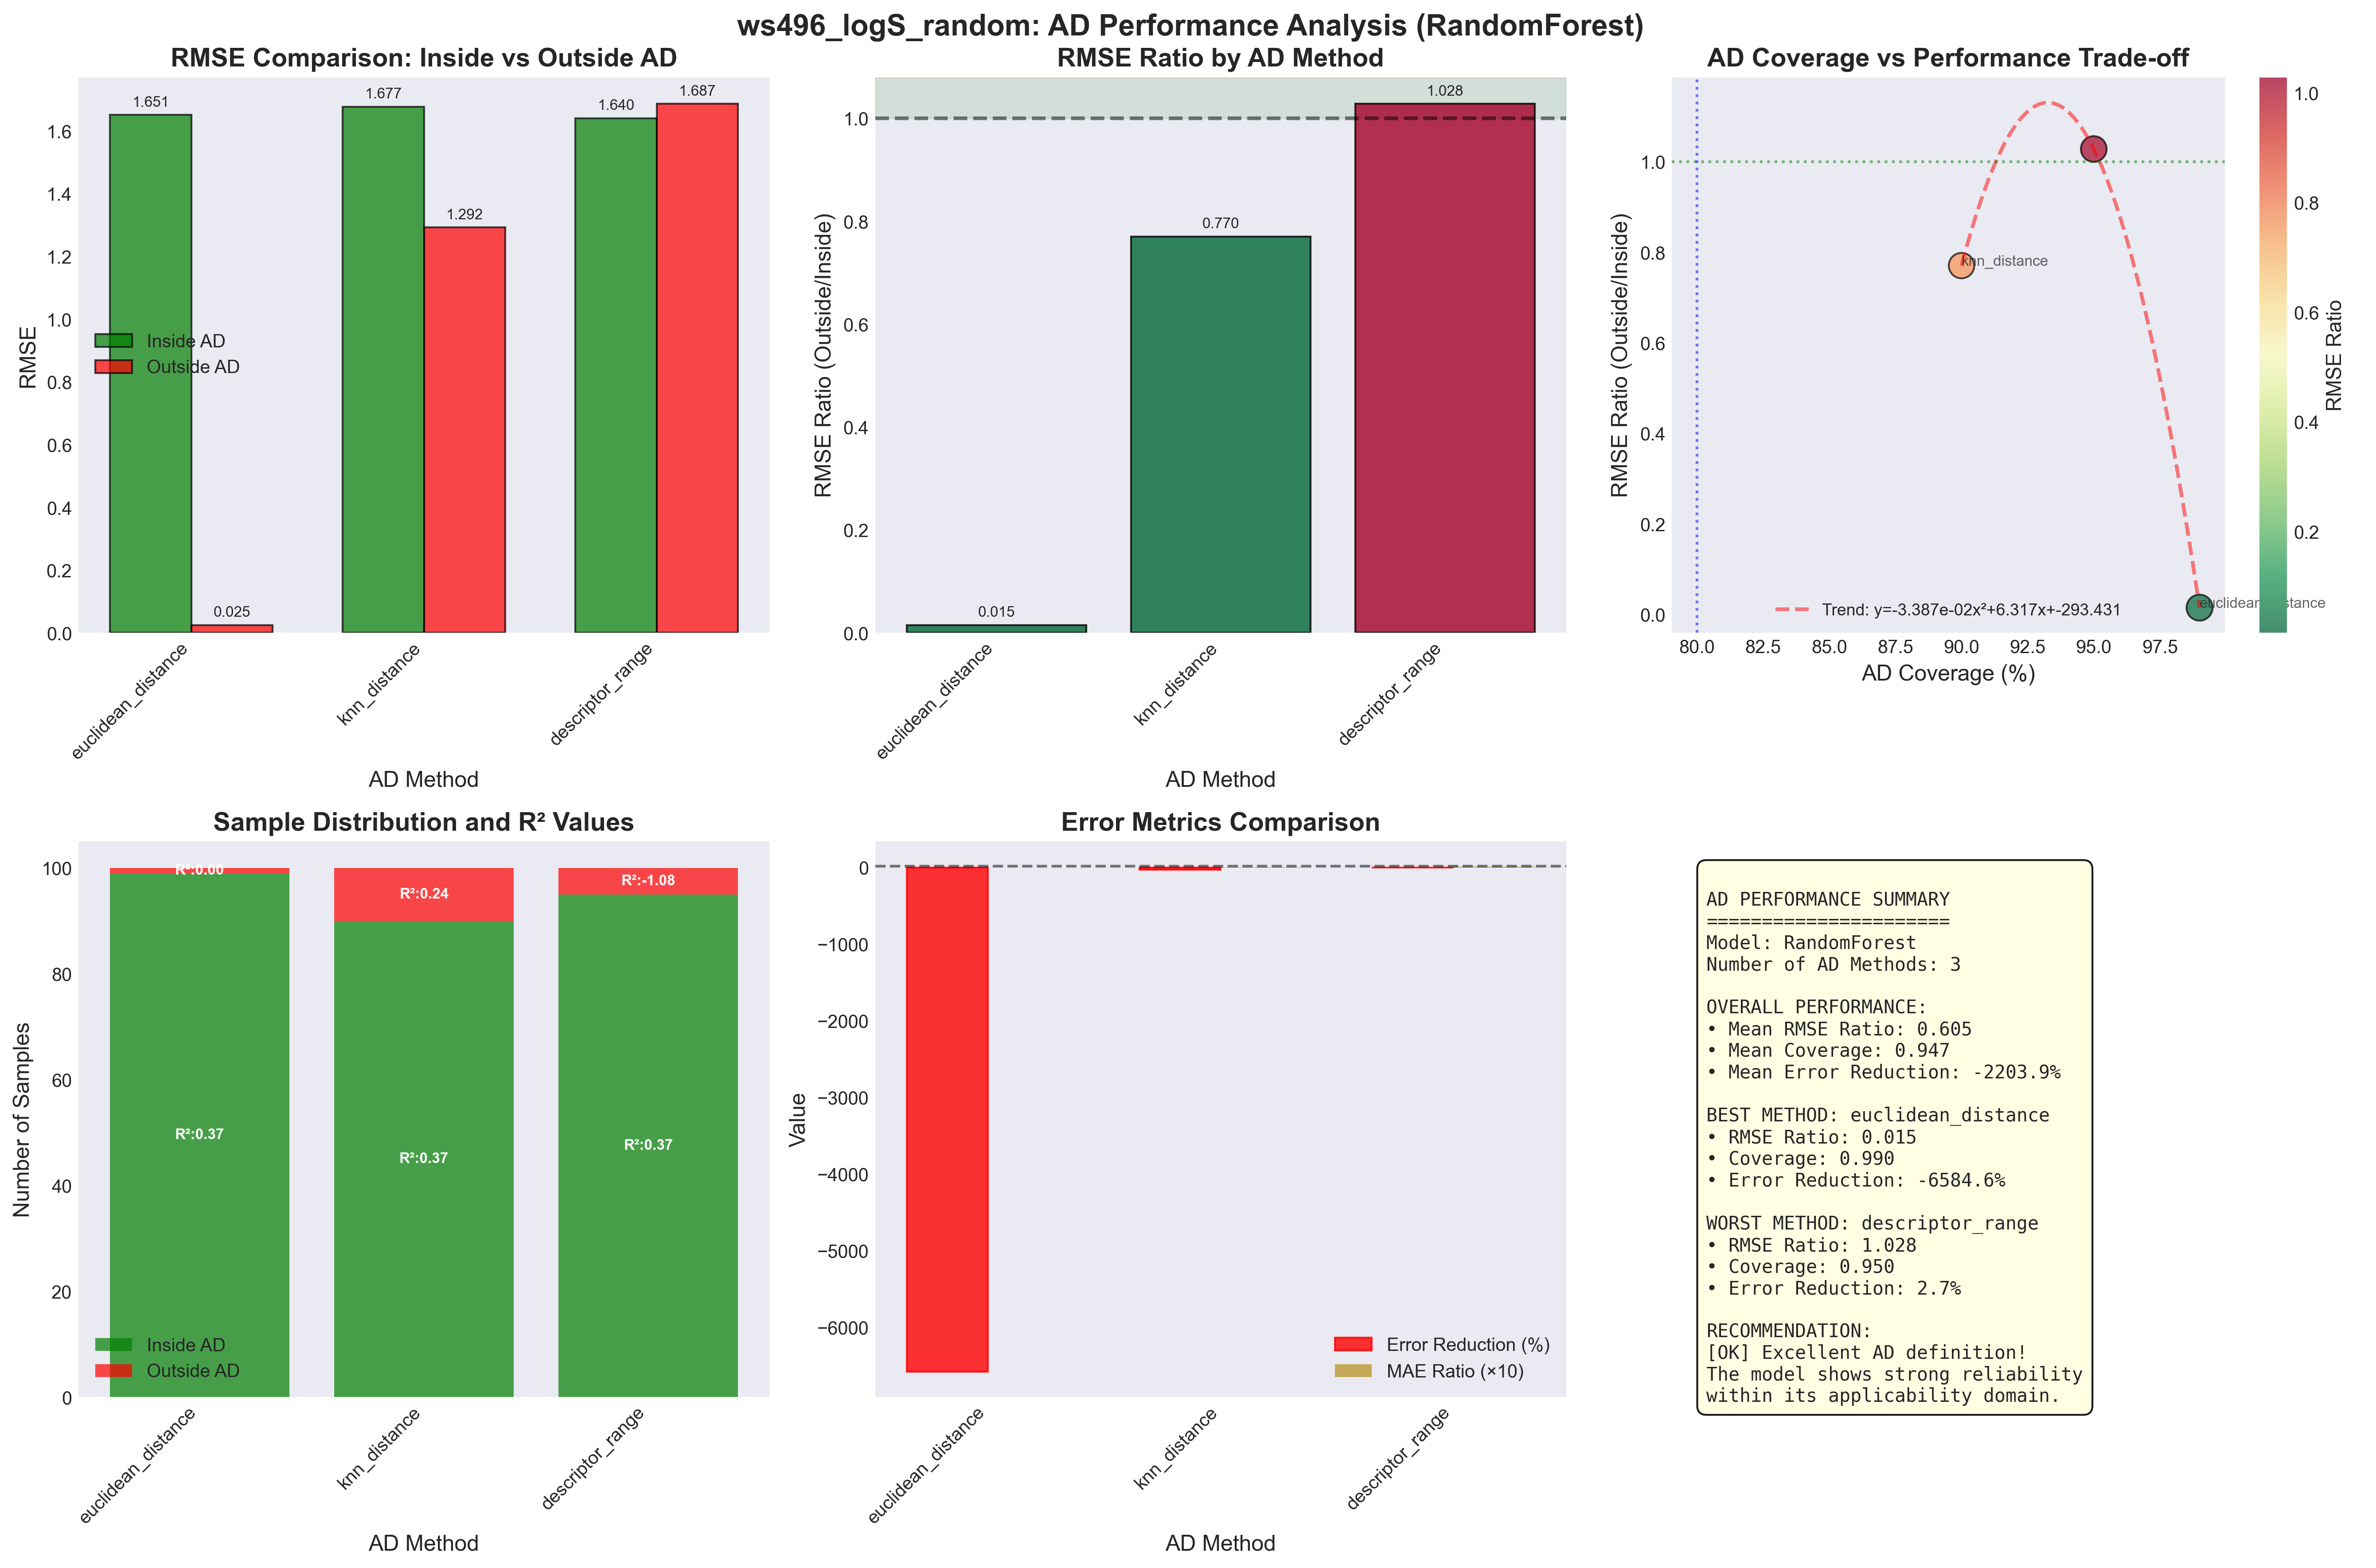 ws496_logS_random: AD Performance Analysis (RandomForest)
RMSE Comparison: Inside vs Outside AD
1.651
0.025
1.677
1.292
1.640
1.687
RMSE
1.6
1.4
1.2
1.0
0.8
0.6
0.4
0.2
0.0
Inside AD
Outside AD
euclidean_distance
knn_distance
descriptor_range
AD Method
RMSE Ratio by AD Method
0.015
0.770
1.028
RMSE Ratio (Outside/Inside)
1.0
0.8
0.6
0.4
0.2
0.0
euclidean_distance
knn_distance
descriptor_range
AD Method
AD Coverage vs Performance Trade-off
RMSE Ratio (Outside/Inside)
1.0
0.8
0.6
0.4
0.2
0.0
knn_distance
euclidean_distance
Trend: y=-3.387e-02x²+6.317x+-293.431
80.0
82.5
85.0
87.5
90.0
92.5
95.0
97.5
AD Coverage (%)
1.0
0.8
0.6
0.4
0.2
RMSE Ratio
Sample Distribution and R² Values
Number of Samples
100
80
60
40
20
0
R²:0.00
R²:0.24
R²:-1.08
R²:0.37
R²:0.37
R²:0.37
Inside AD
Outside AD
euclidean_distance
knn_distance
descriptor_range
AD Method
Error Metrics Comparison
Value
0
−1000
−2000
−3000
−4000
−5000
−6000
Error Reduction (%)
MAE Ratio (×10)
euclidean_distance
knn_distance
descriptor_range
AD Method
AD PERFORMANCE SUMMARY
======================
Model: RandomForest
Number of AD Methods: 3
OVERALL PERFORMANCE:
• Mean RMSE Ratio: 0.605
• Mean Coverage: 0.947
• Mean Error Reduction: -2203.9%
BEST METHOD: euclidean_distance
• RMSE Ratio: 0.015
• Coverage: 0.990
• Error Reduction: -6584.6%
WORST METHOD: descriptor_range
• RMSE Ratio: 1.028
• Coverage: 0.950
• Error Reduction: 2.7%
RECOMMENDATION:
[OK] Excellent AD definition!
The model shows strong reliability
within its applicability domain.